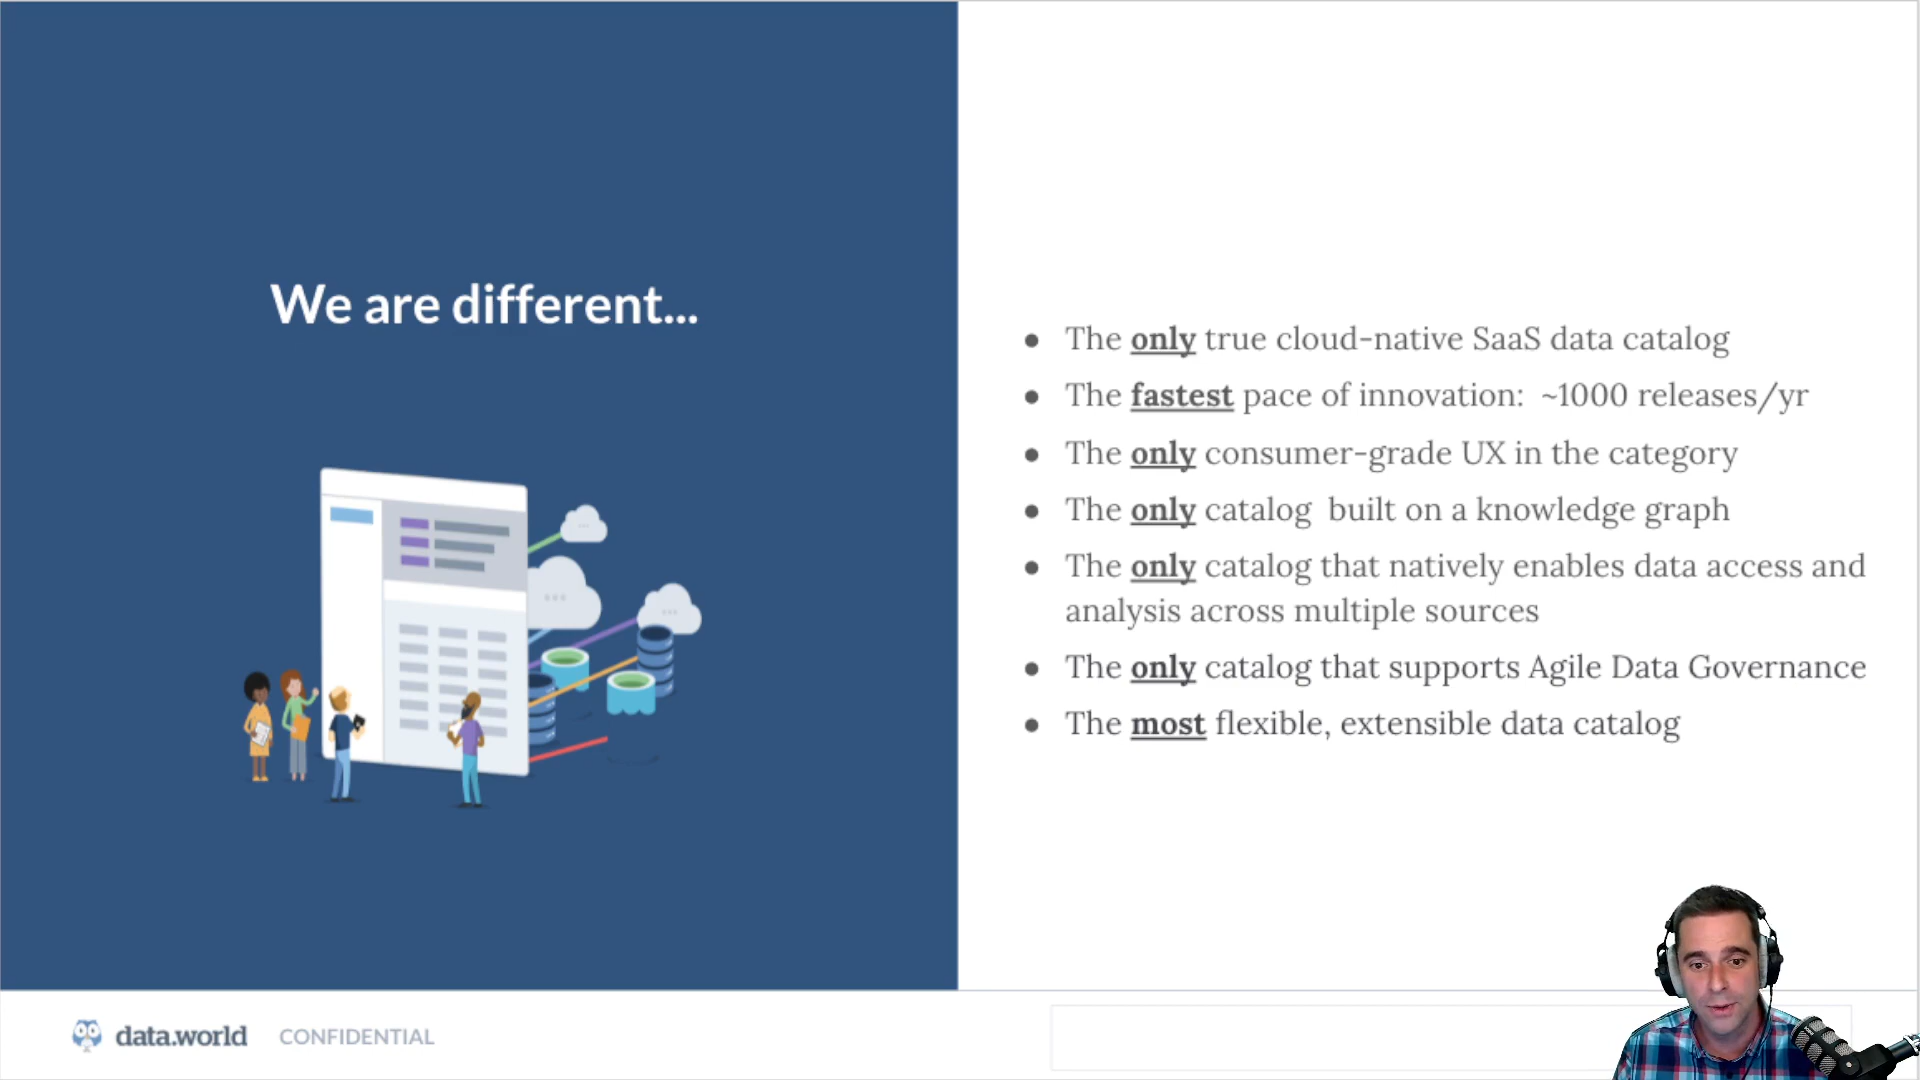 We are different...
● The only true cloud-native SaaS data catalog
● The fastest pace of innovation: ~1000 releases/yr
● The only consumer-grade UX in the category
● The only catalog built on a knowledge graph
● The only catalog that natively enables data access and
analysis across multiple sources
● The only catalog that supports Agile Data Governance
● The most flexible, extensible data catalog
data.world CONFIDENTIAL